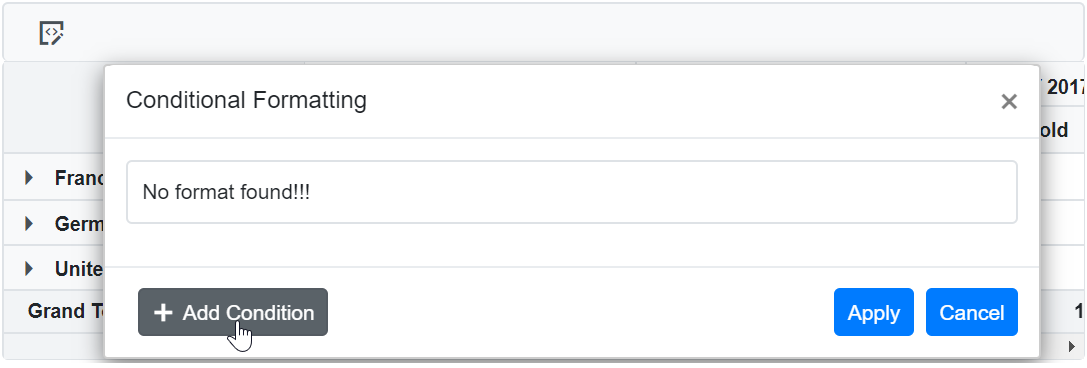 Conditional Formatting
×
2017
old
No format found!!!
Franc
Germ
Unite
Grand T
+ Add Condition
Apply
Cancel
1